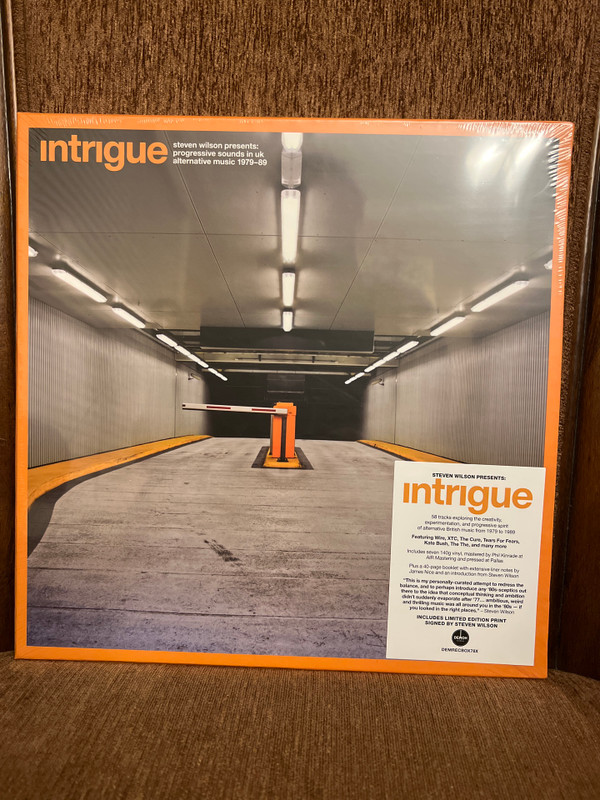 intrigue
steven wilson presents:
progressive sounds in uk
alternative music 1979–89
STEVEN WILSON PRESENTS:
intrigue
58 tracks exploring the creativity,
experimentation, and progressive spirit
of alternative British music from 1979 to 1989
Featuring Wire, XTC, The Cure, Tears For Fears,
Kate Bush, The The, and many more
Includes seven 140g vinyl, mastered by Phil Kinrade at
AIR Mastering and pressed at Pallas
Plus a 40-page booklet with extensive liner notes by
James Nice and an introduction from Steven Wilson
"This is my personally-curated attempt to redress the
balance, and to perhaps introduce any '80s-sceptics out
there to the idea that conceptual thinking and ambition
didn't suddenly evaporate after '77... ambitious, weird
and thrilling music was all around you in the '80s — if
you looked in the right places." – Steven Wilson
INCLUDES LIMITED EDITION PRINT
SIGNED BY STEVEN WILSON
DEMON
DEMRECBOX78X